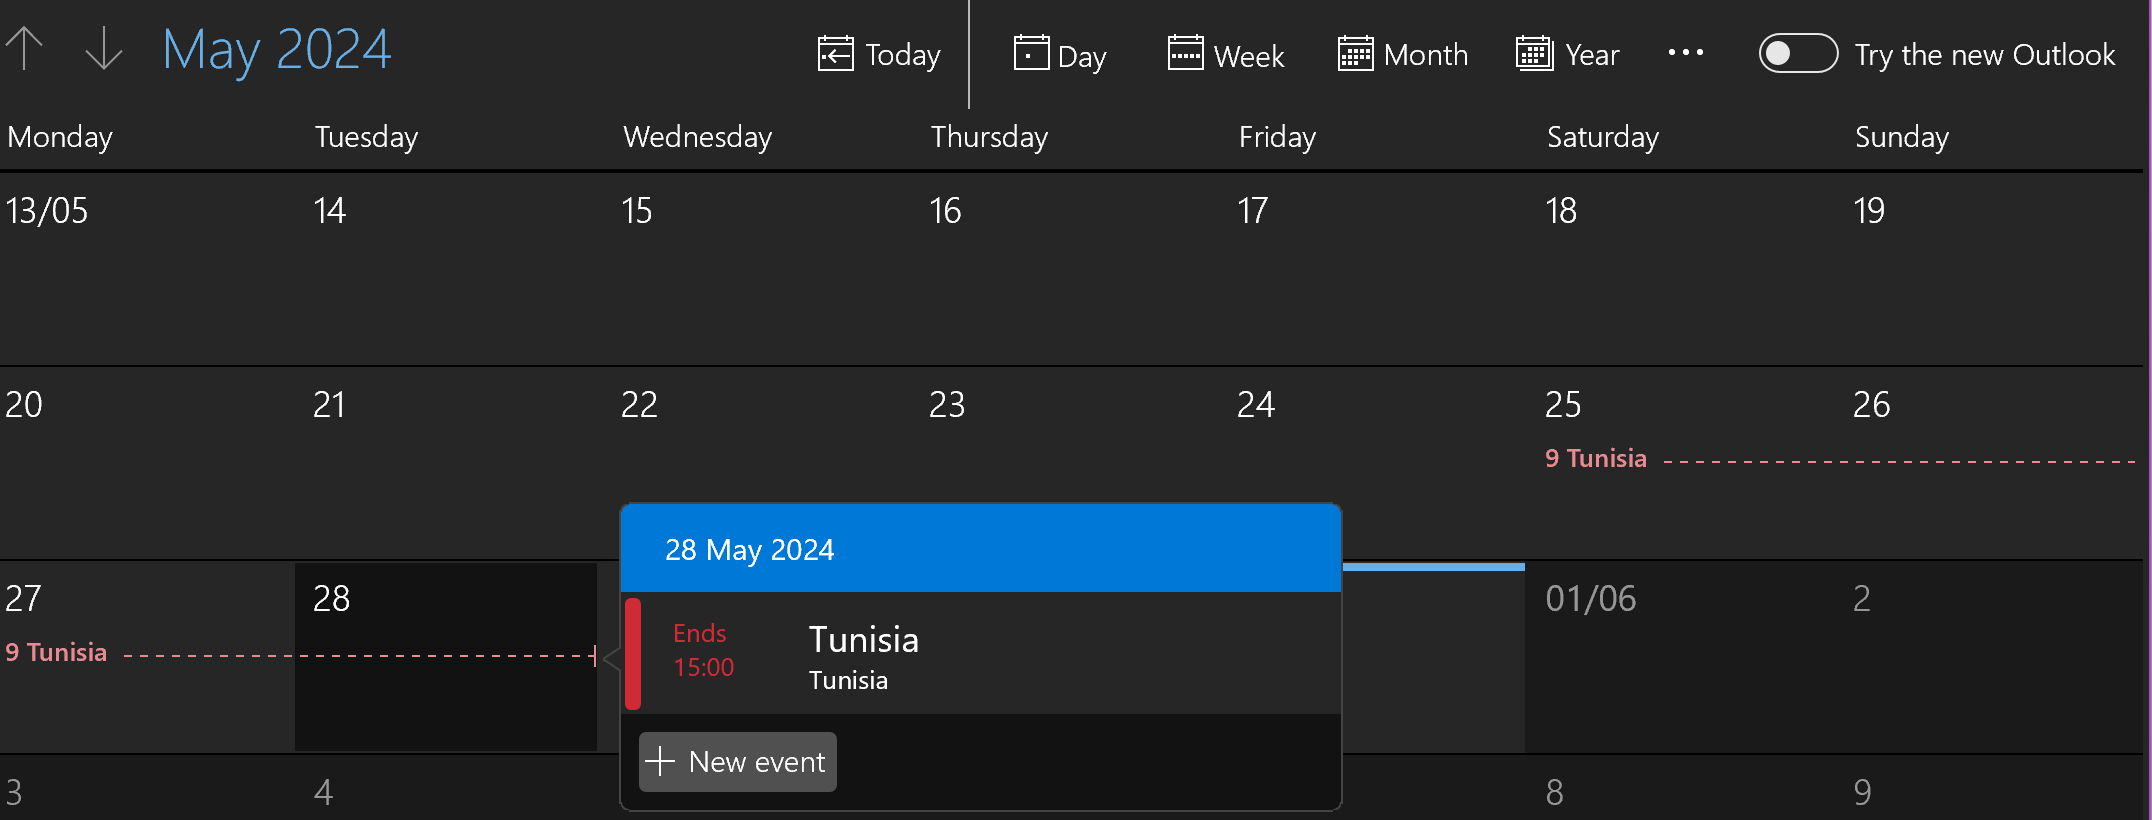 May 2024
Today
Day
Week
Month
Year
Try the new Outlook
Monday Tuesday Wednesday Thursday Friday Saturday Sunday
13/05 14 15 16 17 18 19
20 21 22 23 24 25 26
9 Tunisia
27 28 01/06 2
9 Tunisia
28 May 2024
Ends
15:00
Tunisia
Tunisia
New event
3 4 8 9